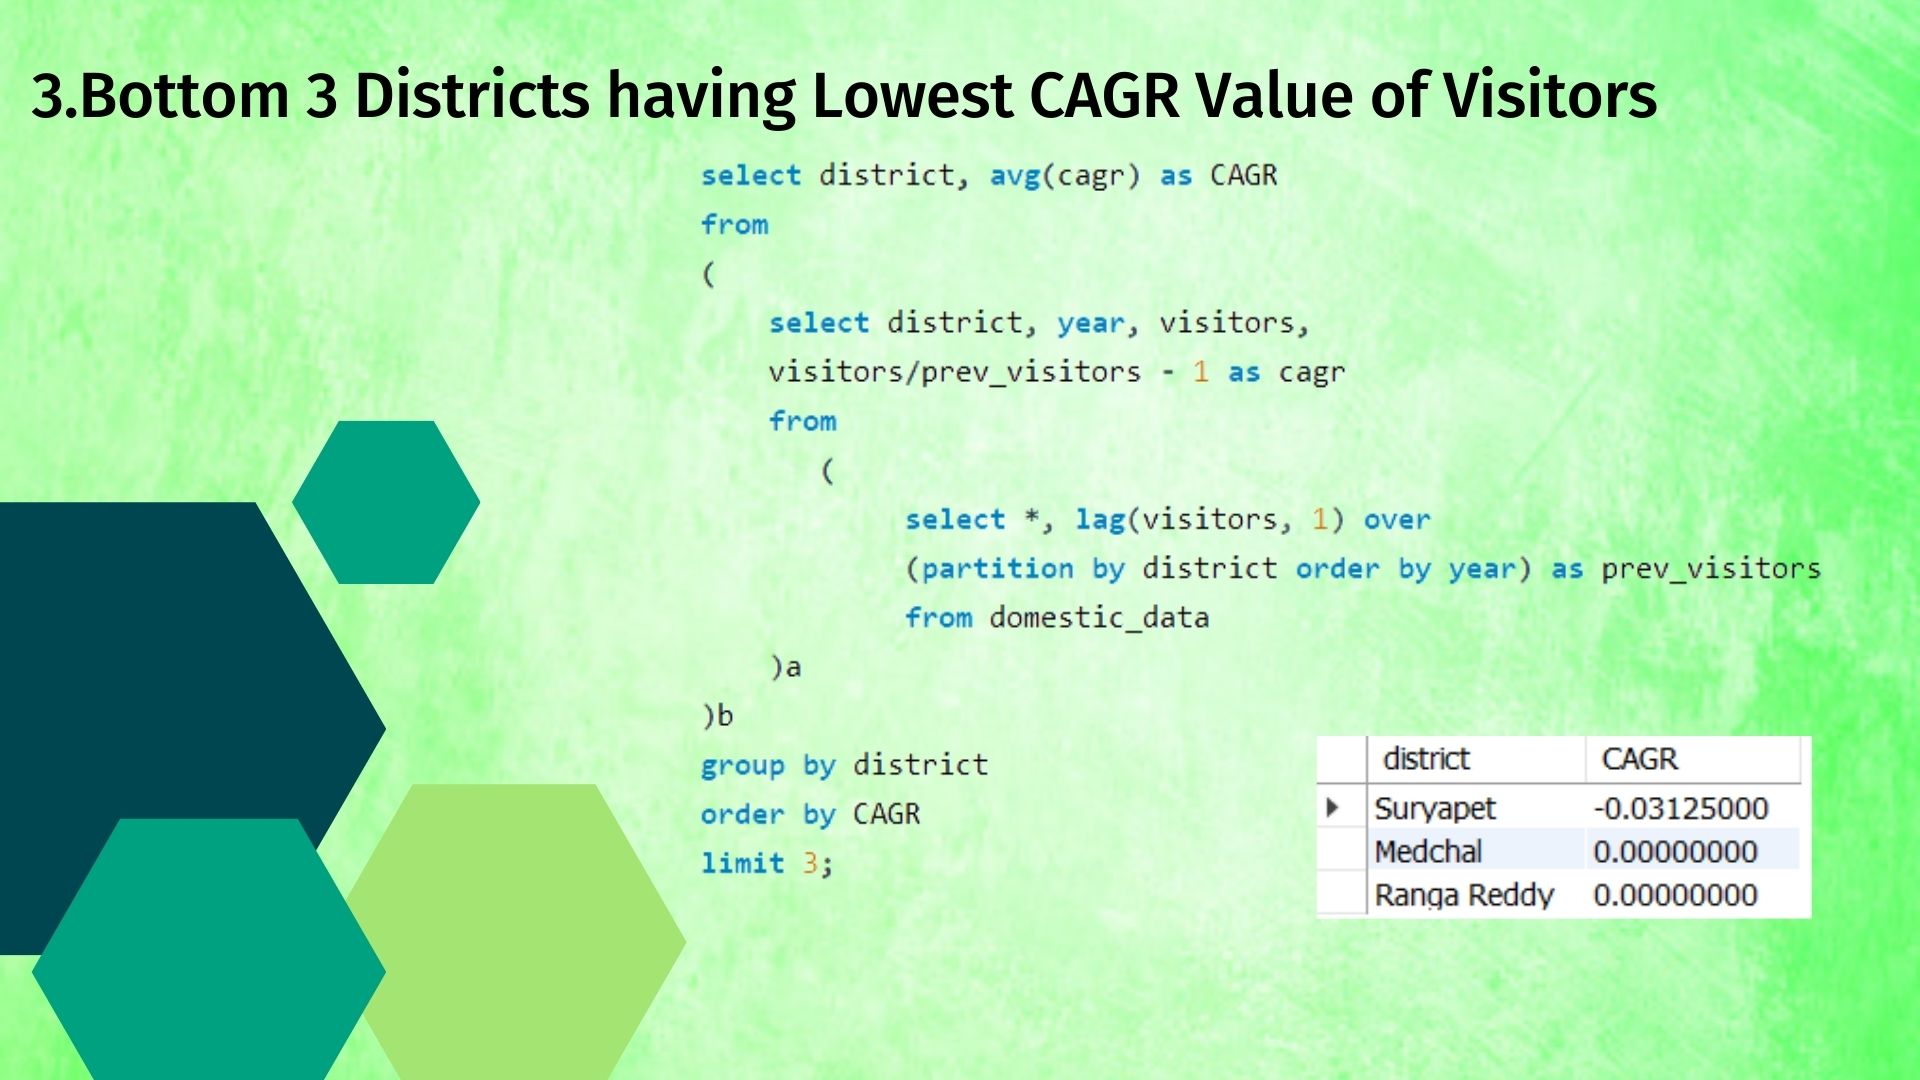 3.Bottom 3 Districts having Lowest CAGR Value of Visitors
select district, avg(cagr) as CAGR
from
(
select district, year, visitors,
visitors/prev_visitors - 1 as cagr
from
(
select *, lag(visitors, 1) over
(partition by district order by year) as prev_visitors
from domestic_data
)a
)b
group by district
order by CAGR
limit 3;
district CAGR
Suryapet -0.03125000
Medchal 0.00000000
Ranga Reddy 0.00000000